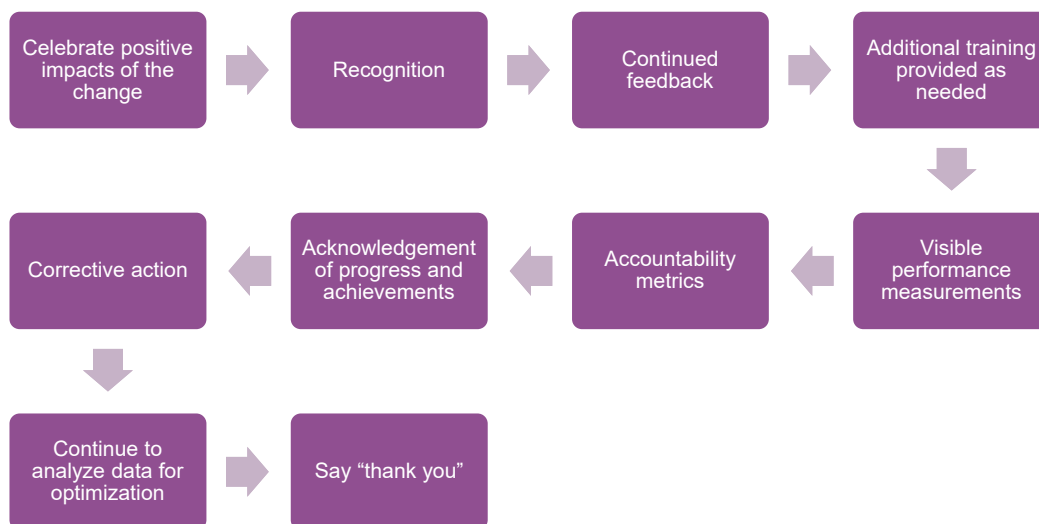 Celebrate positive
impacts of the
change
Recognition
Continued
feedback
Additional training
provided as
needed
Visible
performance
measurements
Accountability
metrics
Acknowledgement
of progress and
achievements
Corrective action
Continue to
analyze data for
optimization
Say “thank you”